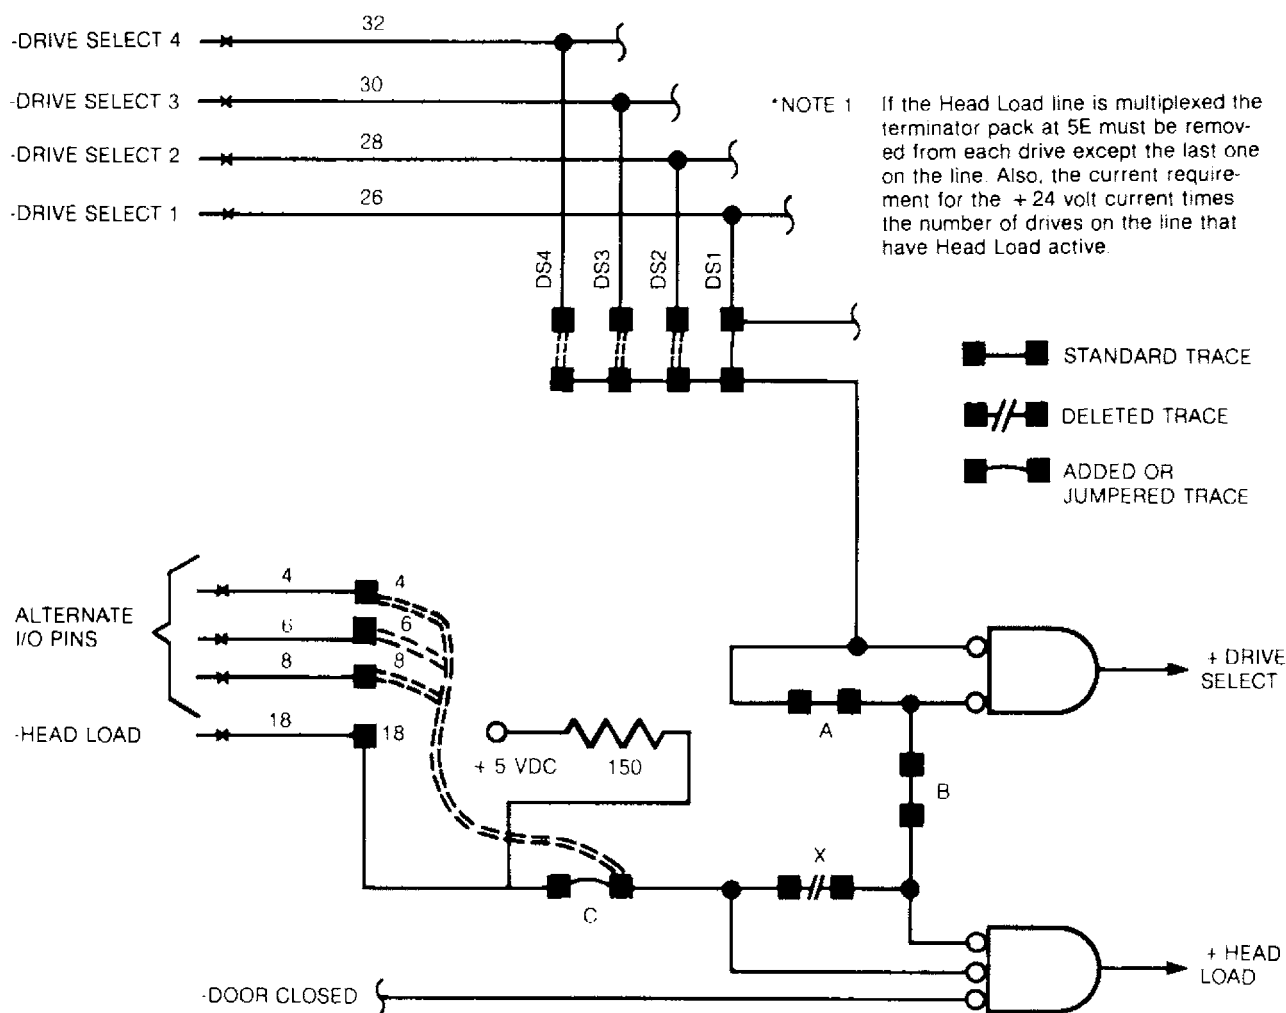 -DRIVE SELECT 4
32
-DRIVE SELECT 3
30
-DRIVE SELECT 2
28
-DRIVE SELECT 1
26
*NOTE 1
If the Head Load line is multiplexed the
terminator pack at 5E must be remov-
ed from each drive except the last one
on the line. Also, the current require-
ment for the + 24 volt current times
the number of drives on the line that
have Head Load active.
DS4
DS3
DS2
DS1
STANDARD TRACE
DELETED TRACE
ADDED OR
JUMPERED TRACE
ALTERNATE
I/O PINS
4
4
6
6
8
8
-HEAD LOAD
18
18
+ 5 VDC
150
A
B
+ DRIVE
SELECT
X
C
-DOOR CLOSED
+ HEAD
LOAD